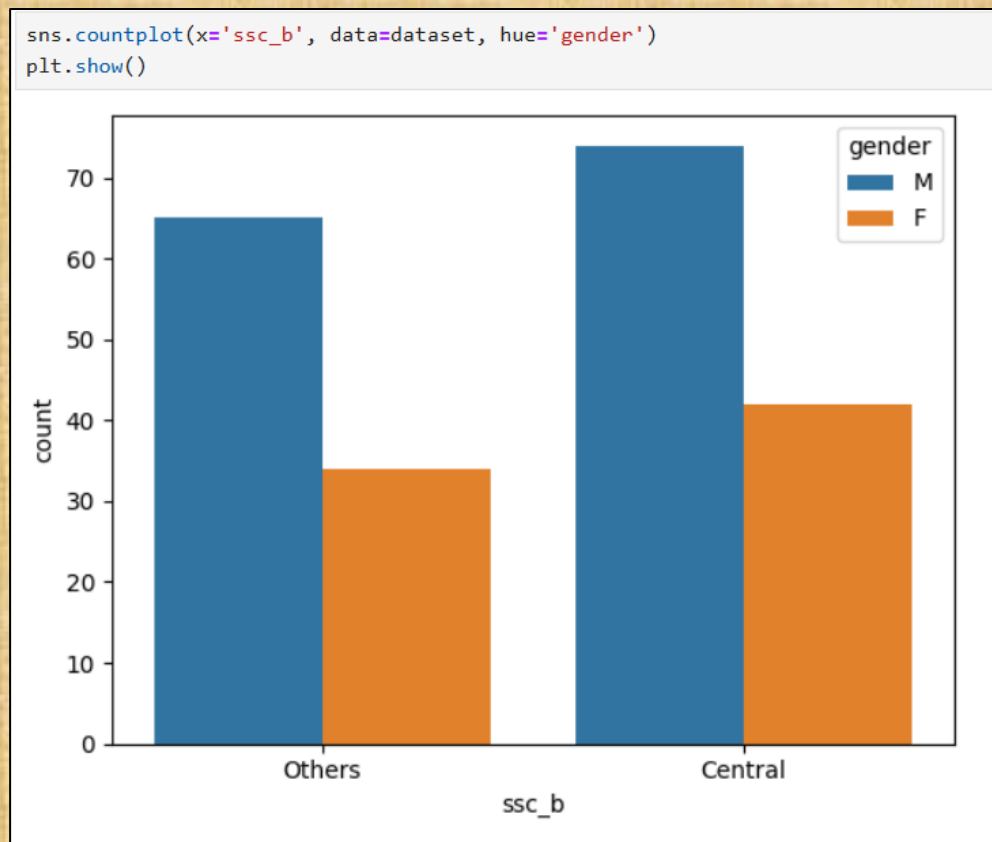 sns.countplot(x='ssc_b', data=dataset, hue='gender')
plt.show()
gender
M
F
70
60
50
40
30
20
10
0
count
Others Central
ssc_b